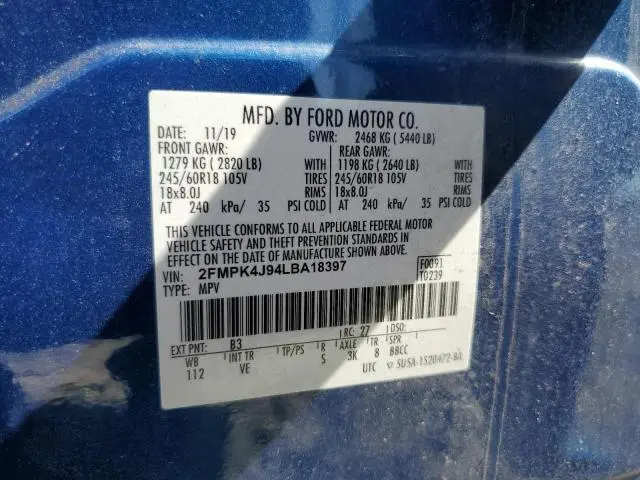 MFD. BY FORD MOTOR CO.
DATE: 11/19 GVWR: 2468 KG ( 5440 LB)
FRONT GAWR: REAR GAWR:
1279 KG ( 2820 LB) WITH 1198 KG ( 2640 LB) WITH
245/60R18 105V TIRES 245/60R18 105V TIRES
18x8.0J RIMS 18x8.0J RIMS
AT 240 kPa/ 35 PSI COLD AT 240 kPa/ 35 PSI COLD
THIS VEHICLE CONFORMS TO ALL APPLICABLE FEDERAL MOTOR
VEHICLE SAFETY AND THEFT PREVENTION STANDARDS IN
EFFECT ON THE DATE OF MANUFACTURE SHOWN ABOVE.
VIN: 2FMPK4J94LBA18397 F0091
TYPE: MPV T0239
EXT PNT: B3 RC: 27 DSO:
WB INT TR TP/PS R AXLE TR SPR
112 VE S 3K 8 BBCC
UTC 5U5A-1520472-BA